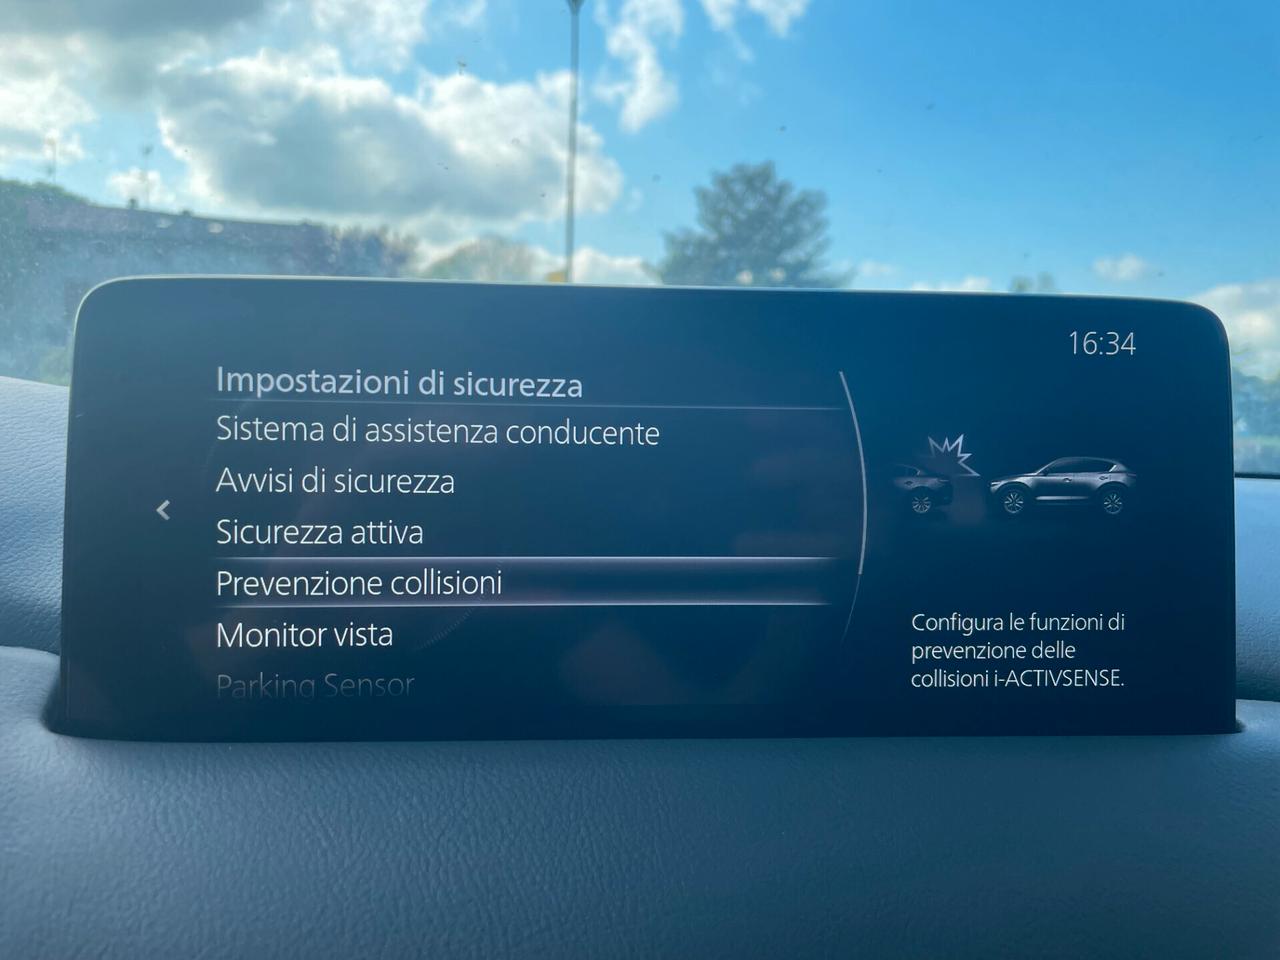 16:34
Impostazioni di sicurezza
Sistema di assistenza conducente
Avvisi di sicurezza
Sicurezza attiva
Prevenzione collisioni
Monitor vista
Parking Sensor
Configura le funzioni di
prevenzione delle
collisioni i-ACTIVSENSE.